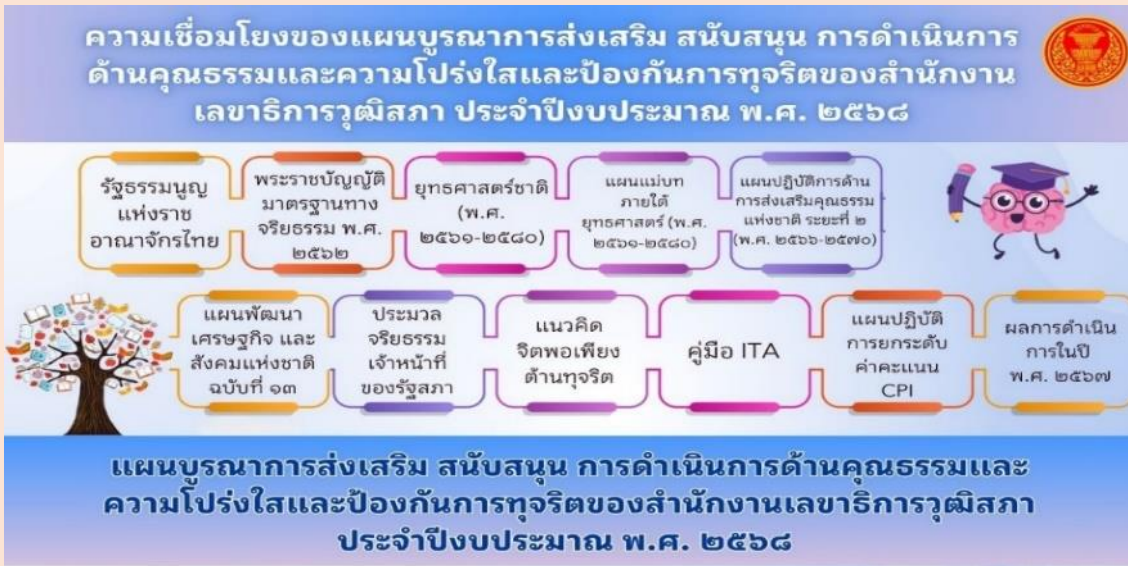 ความเชื่อมโยงของแผนบูรณาการส่งเสริม สนับสนุน การดำเนินการ
ด้านคุณธรรมและความโปร่งใสและป้องกันการทุจริตของสำนักงาน
เลขาธิการวุฒิสภา ประจำปีงบประมาณ พ.ศ. ๒๕๖๘
รัฐธรรมนูญ
แห่งราช
อาณาจักรไทย
พระราชบัญญัติ
มาตรฐานทาง
จริยธรรม พ.ศ.
๒๕๖๒
ยุทธศาสตร์ชาติ
(พ.ศ.
๒๕๖๑-๒๕๘๐)
แผนแม่บท
ภายใต้
ยุทธศาสตร์ (พ.ศ.
๒๕๖๑-๒๕๘๐)
แผนปฏิบัติการด้าน
การส่งเสริมคุณธรรม
แห่งชาติ ระยะที่ ๒
(พ.ศ. ๒๕๖๖-๒๕๗๐)
แผนพัฒนา
เศรษฐกิจ และ
สังคมแห่งชาติ
ฉบับที่ ๑๓
ประมวล
จริยธรรม
เจ้าหน้าที่
ของรัฐสภา
แนวคิด
จิตพอเพียง
ต้านทุจริต
คู่มือ ITA
แผนปฏิบัติ
การยกระดับ
ค่าคะแนน
CPI
ผลการดำเนิน
การในปี
พ.ศ. ๒๕๖๗
แผนบูรณาการส่งเสริม สนับสนุน การดำเนินการด้านคุณธรรมและ
ความโปร่งใสและป้องกันการทุจริตของสำนักงานเลขาธิการวุฒิสภา
ประจำปีงบประมาณ พ.ศ. ๒๕๖๘